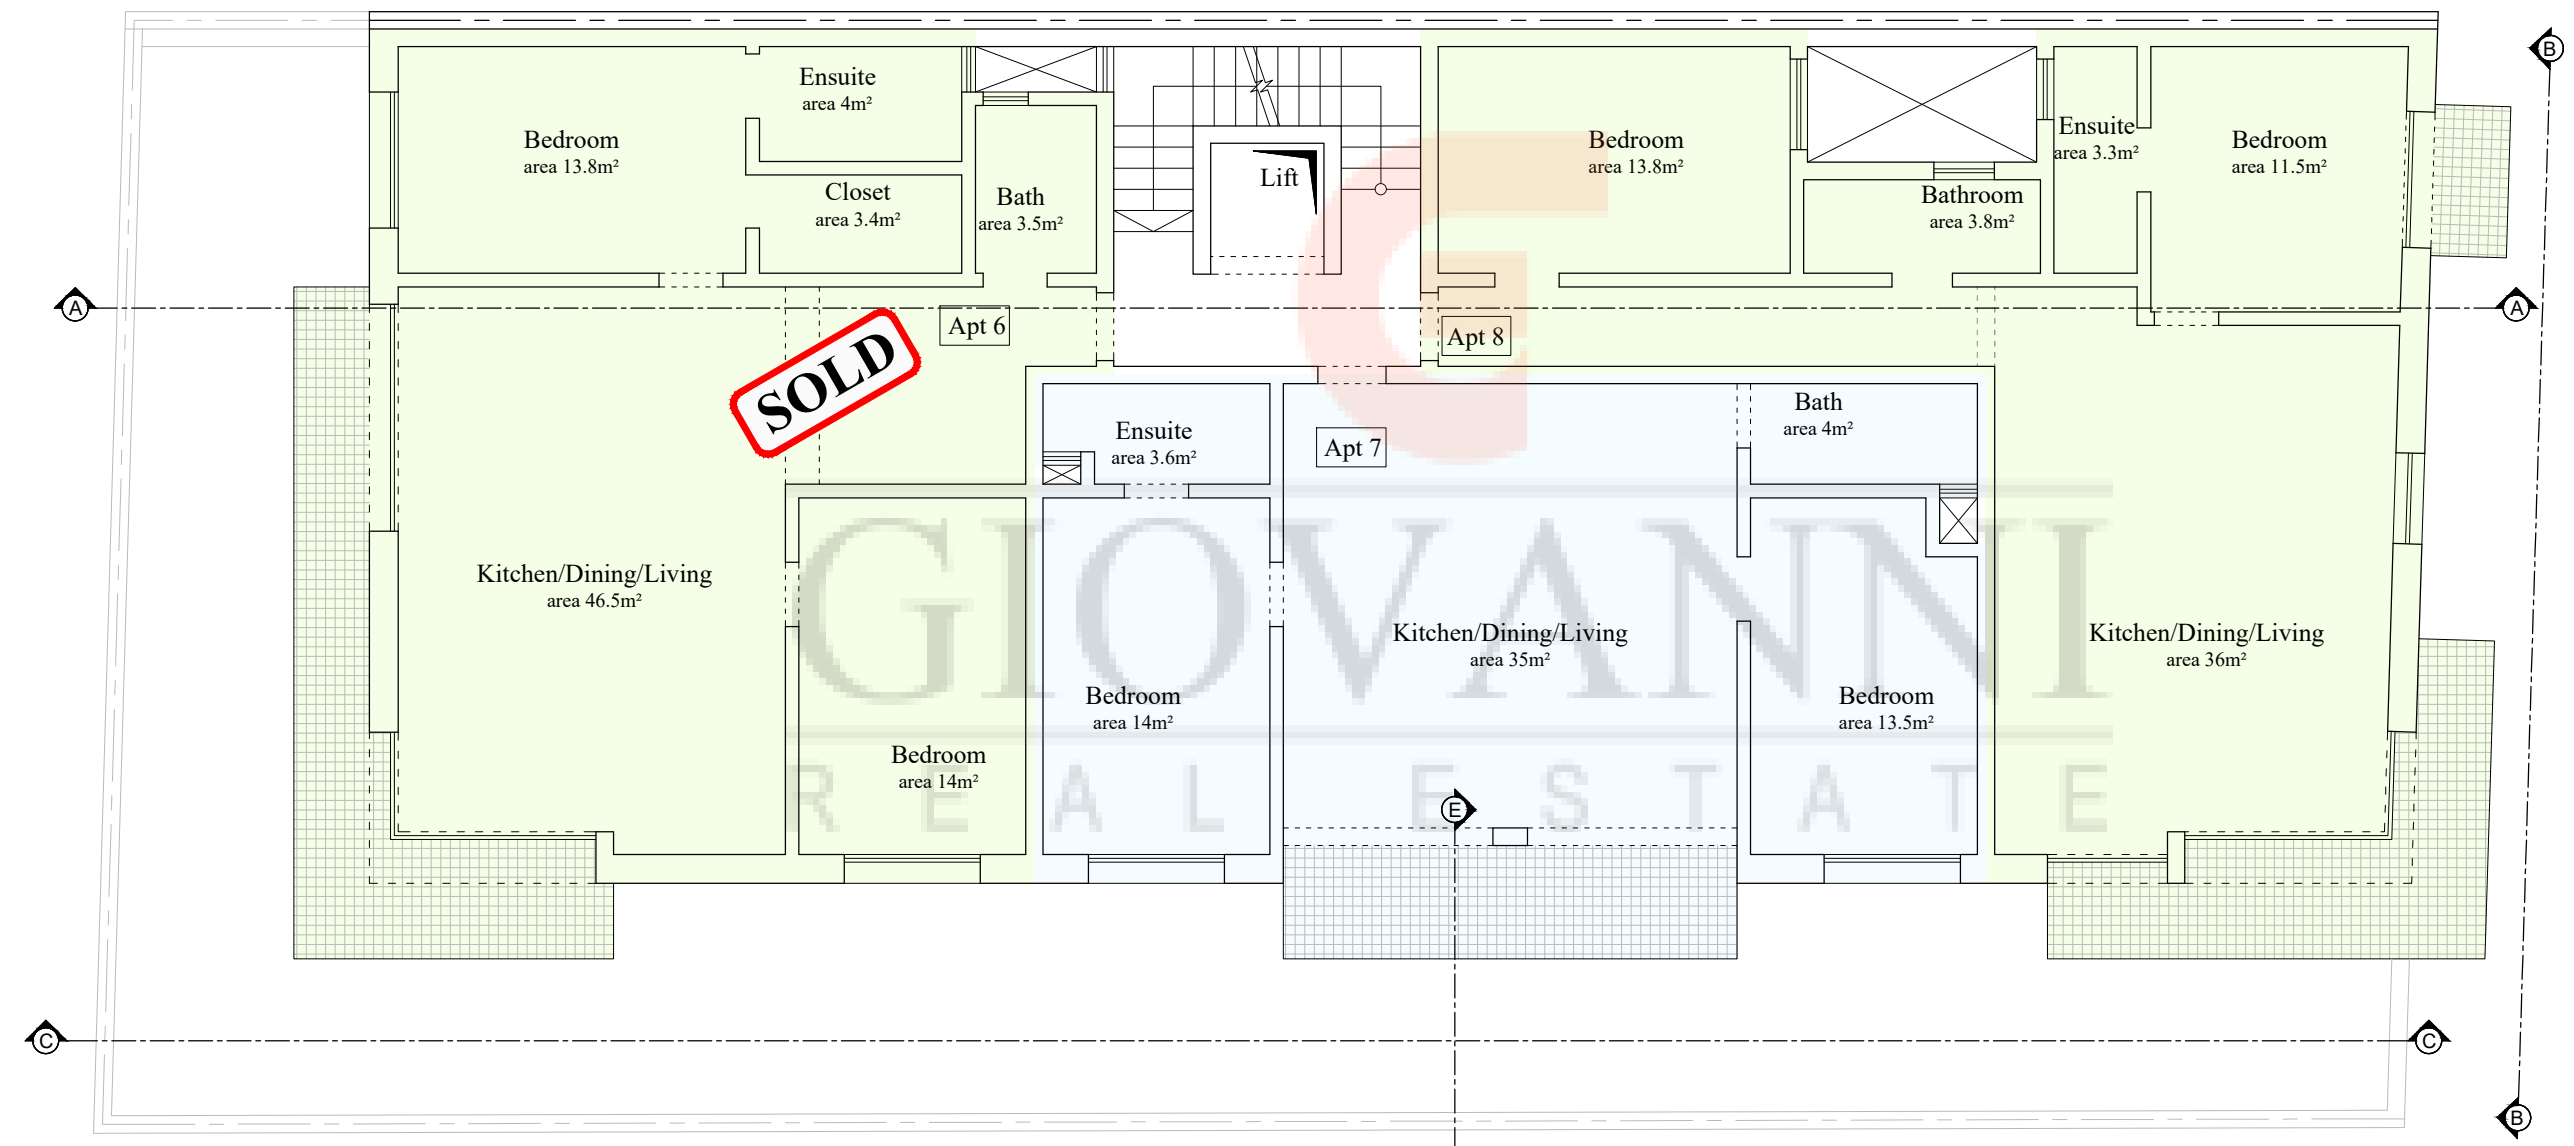 Bedroom
area 13.8m²
Ensuite
area 4m²
Closet
area 3.4m²
Bath
area 3.5m²
Lift
Bedroom
area 13.8m²
Bathroom
area 3.8m²
Ensuite
area 3.3m²
Bedroom
area 11.5m²
B
A
A
Apt 6
SOLD
Apt 8
Apt 7
Ensuite
area 3.6m²
Bath
area 4m²
Kitchen/Dining/Living
area 46.5m²
GIOVANNI
REAL ESTATE
Kitchen/Dining/Living
area 35m²
Kitchen/Dining/Living
area 36m²
Bedroom
area 14m²
Bedroom
area 14m²
Bedroom
area 13.5m²
E
C
C
B